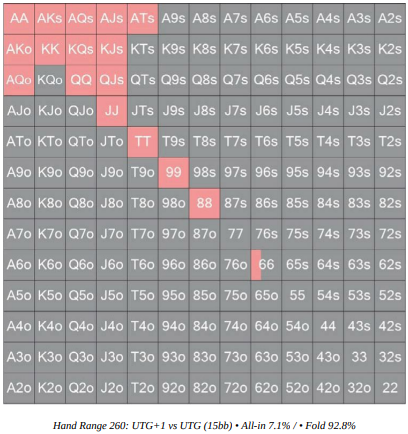 AA AKs AQs AJs ATs A9s A8s A7s A6s A5s A4s A3s A2s
AKo KK KQs KJs KTs K9s K8s K7s K6s K5s K4s K3s K2s
AQo KQo QQ QJs QTs Q9s Q8s Q7s Q6s Q5s Q4s Q3s Q2s
AJo KJo QJo JJ JTs J9s J8s J7s J6s J5s J4s J3s J2s
ATo KTo QTo JTo TT T9s T8s T7s T6s T5s T4s T3s T2s
A9o K9o Q9o J9o T9o 99 98s 97s 96s 95s 94s 93s 92s
A8o K8o Q8o J8o T8o 98o 88 87s 86s 85s 84s 83s 82s
A7o K7o Q7o J7o T7o 97o 87o 77 76s 75s 74s 73s 72s
A6o K6o Q6o J6o T6o 96o 86o 76o 66 65s 64s 63s 62s
A5o K5o Q5o J5o T5o 95o 85o 75o 65o 55 54s 53s 52s
A4o K4o Q4o J4o T4o 94o 84o 74o 64o 54o 44 43s 42s
A3o K3o Q3o J3o T3o 93o 83o 73o 63o 53o 43o 33 32s
A2o K2o Q2o J2o T2o 92o 82o 72o 62o 52o 42o 32o 22
Hand Range 260: UTG+1 vs UTG (15bb) • All-in 7.1% / • Fold 92.8%